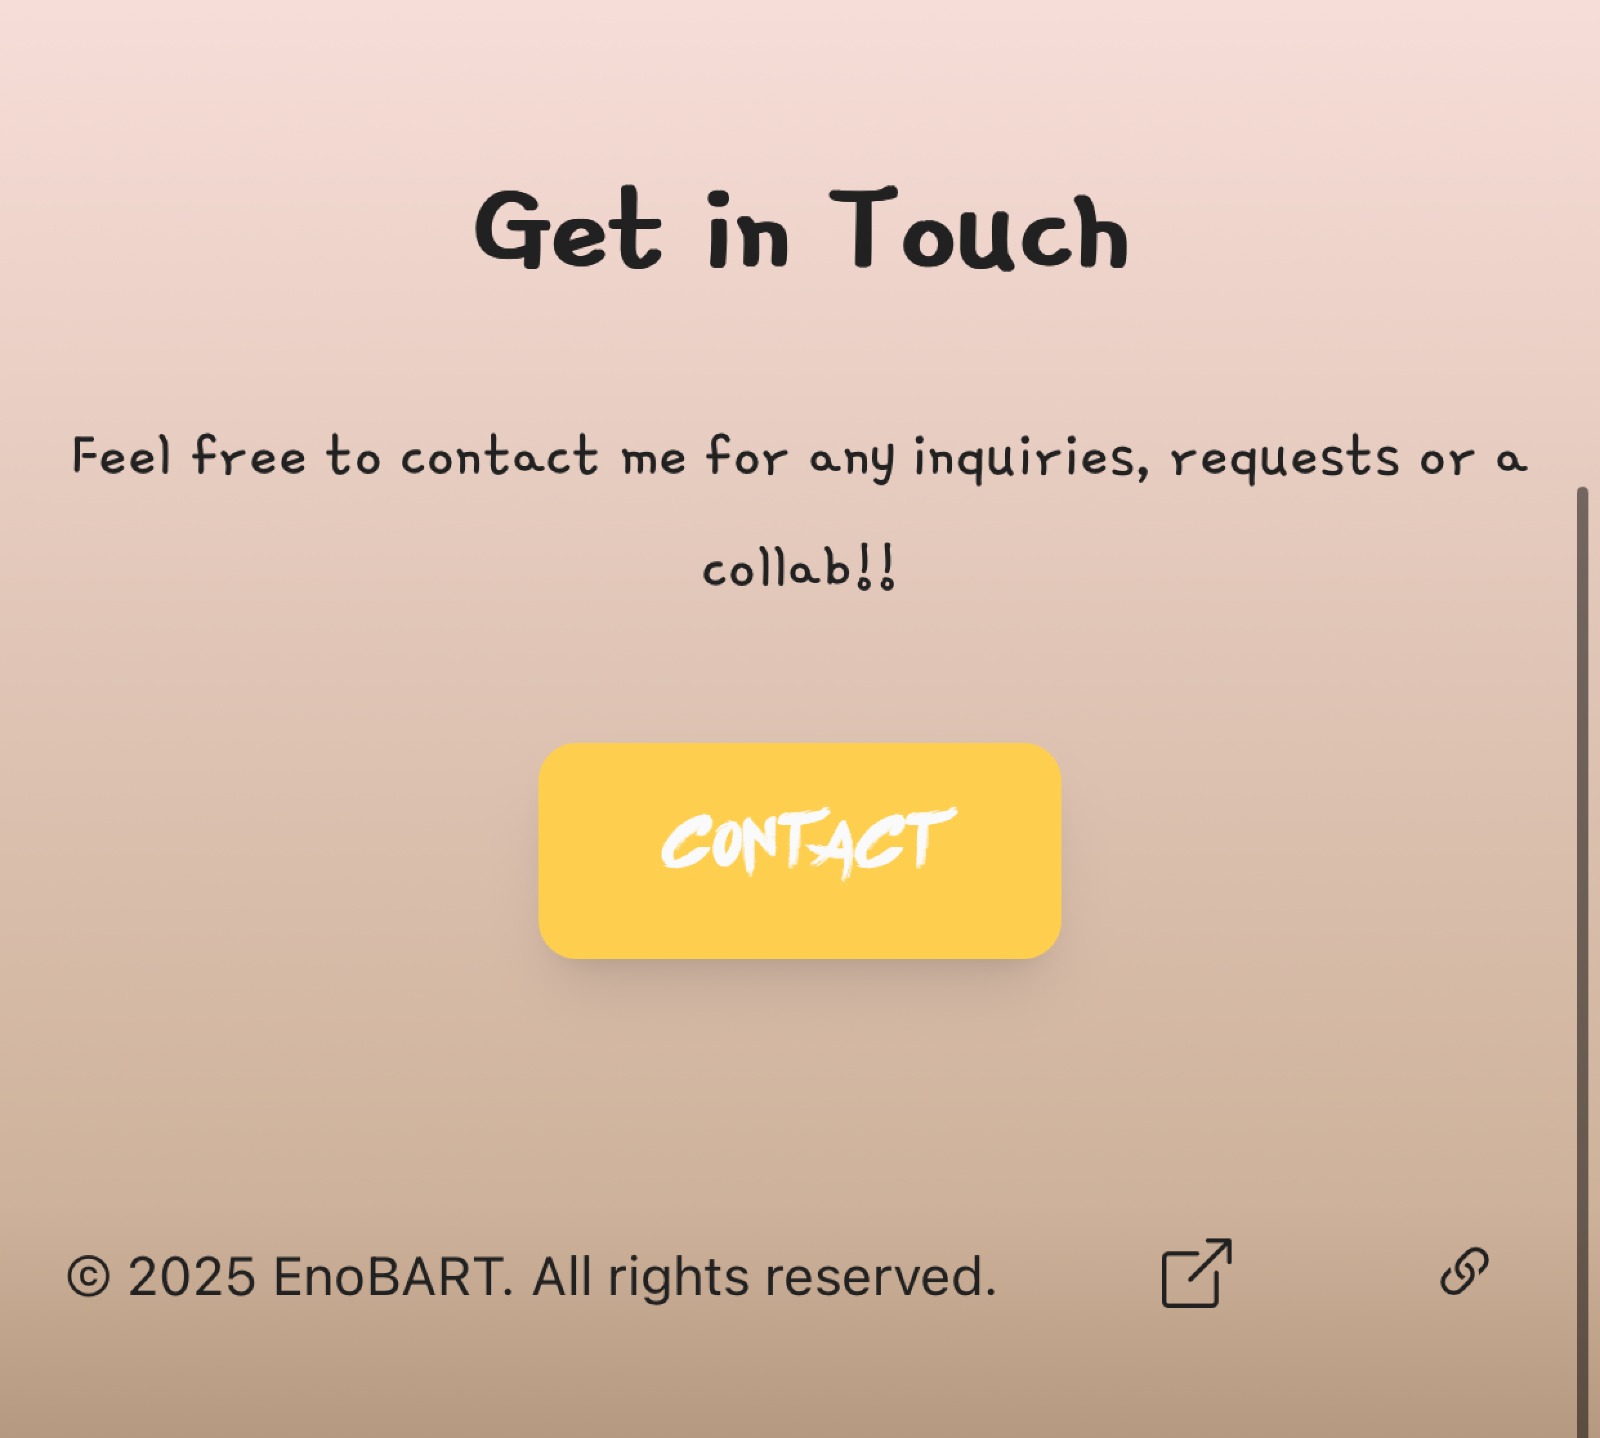 Get in Touch
Feel free to contact me for any inquiries, requests or a
collab!!
CONTACT
© 2025 EnoBART. All rights reserved.